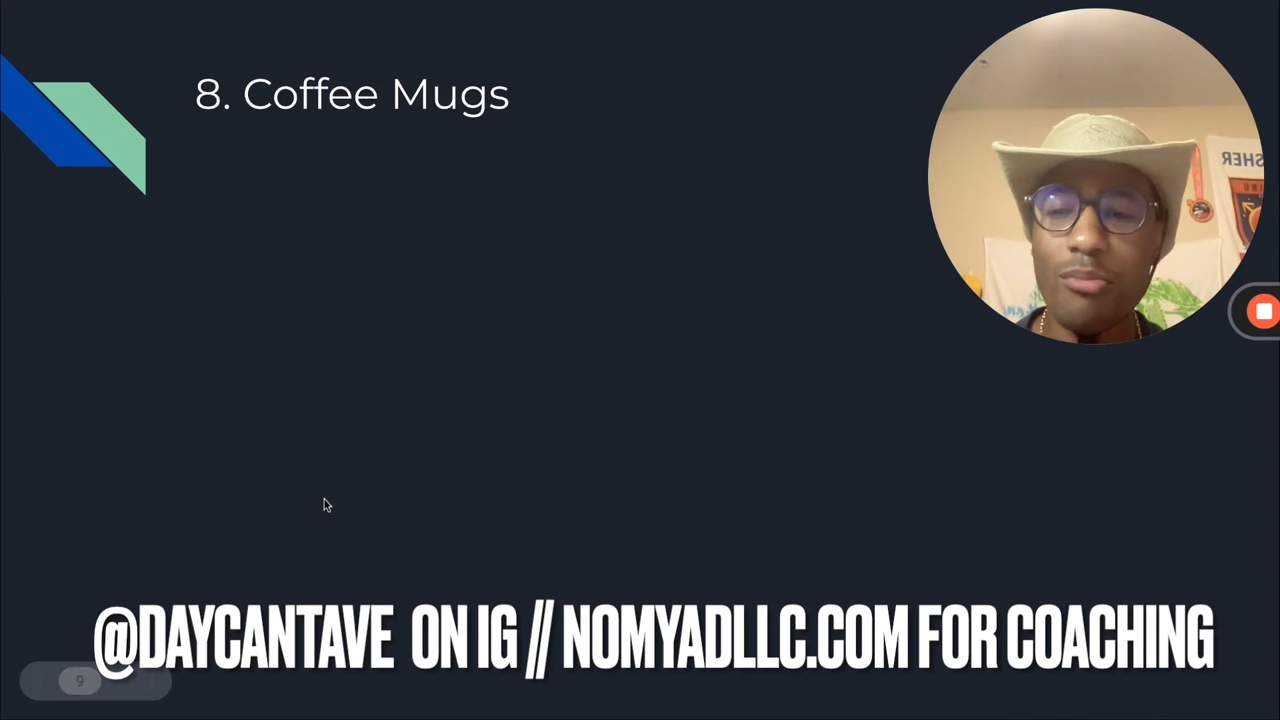 8. Coffee Mugs
@DAYCANTAVE ON IG // NOMYADLLC.COM FOR COACHING
9